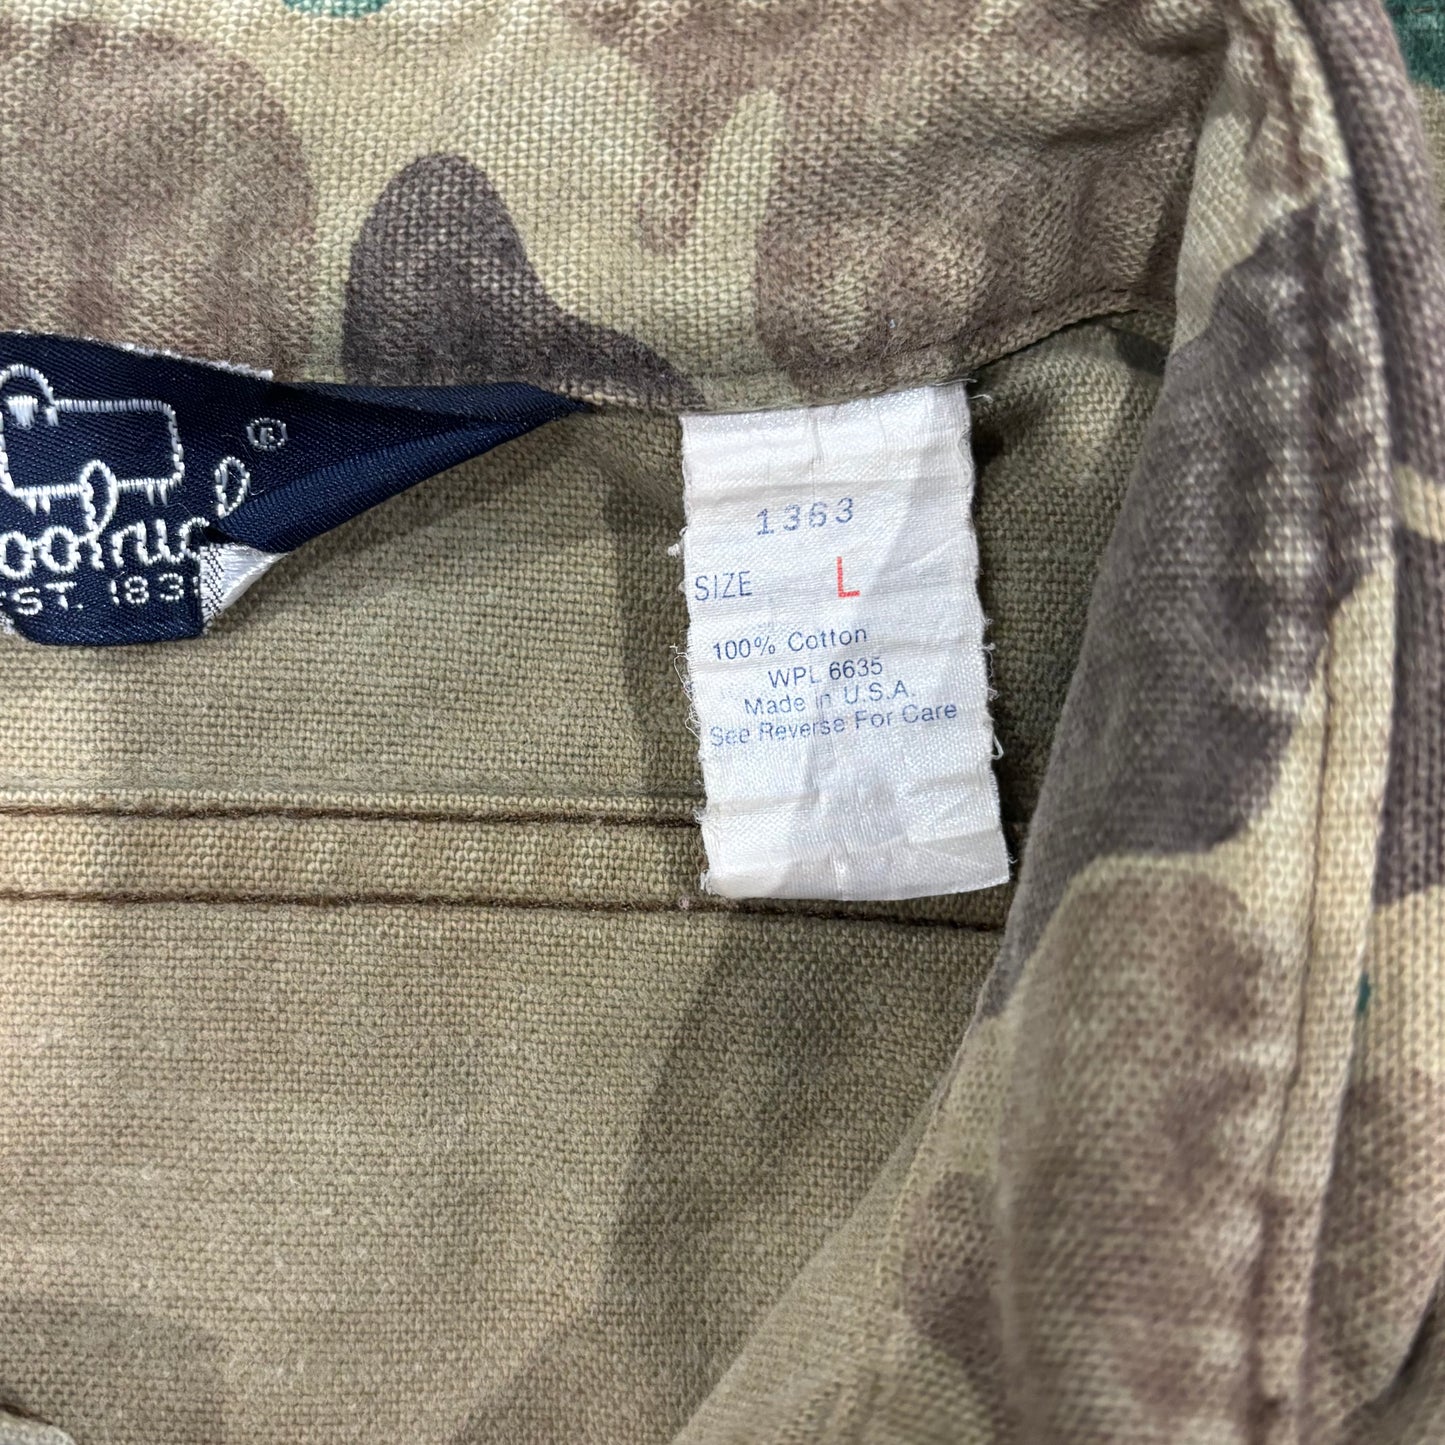 ®
EST. 183
1363
SIZE L
100% Cotton
WPL 6635
Made in U.S.A.
See Reverse For Care